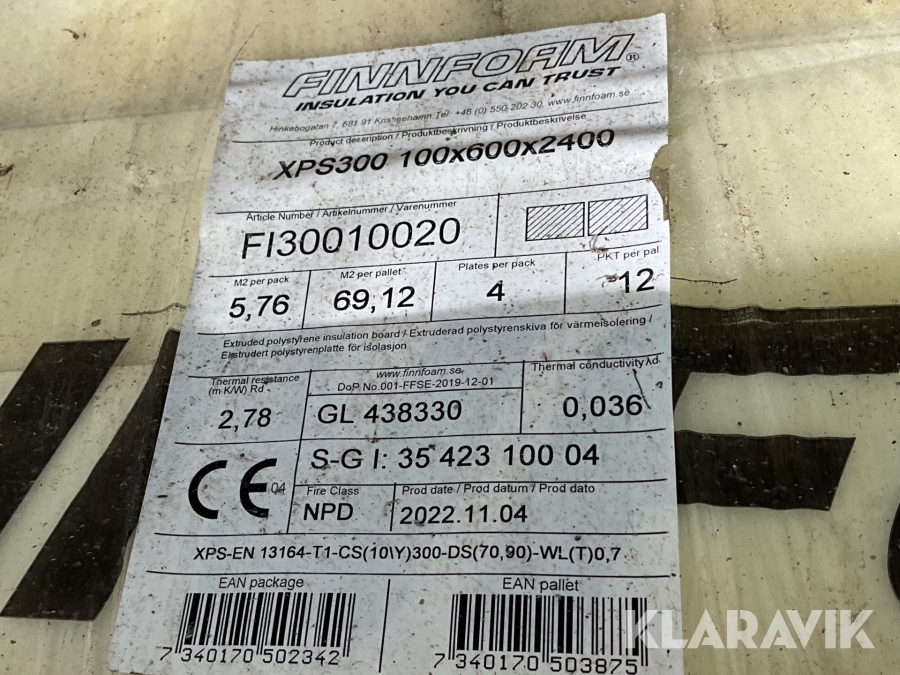 FINNFOAM®
INSULATION YOU CAN TRUST
Hinkebogatan 7, 681 91 Kristinehamn Tel. +46 (0) 550-202 30, www.finnfoam.se
Product description / Produktbeskrivning / Produktbeskrivelse
XPS300 100x600x2400
Article Number / Artikelnummer / Varenummer
FI30010020
M2 per pack
5,76
M2 per pallet
69,12
Plates per pack
4
PKT per pal
12
Extruded polystyrene insulation board / Extruderad polystyrenskiva för värmeisolering /
Ekstrudert polystyrenplatte för isolasjon
Thermal resistance
(m·K/W) Rd
2,78
www.finnfoam.se
DoP No.001-FFSE-2019-12-01
GL 438330
Thermal conductivity λd
0,036
CE 04
S-G I: 35 423 100 04
Fire Class
NPD
Prod date / Prod datum / Prod dato
2022.11.04
XPS-EN 13164-T1-CS(10\Y)300-DS(70,90)-WL(T)0,7
EAN package
7 340170 502342
EAN pallet
7 340170 503875
KLARAVIK